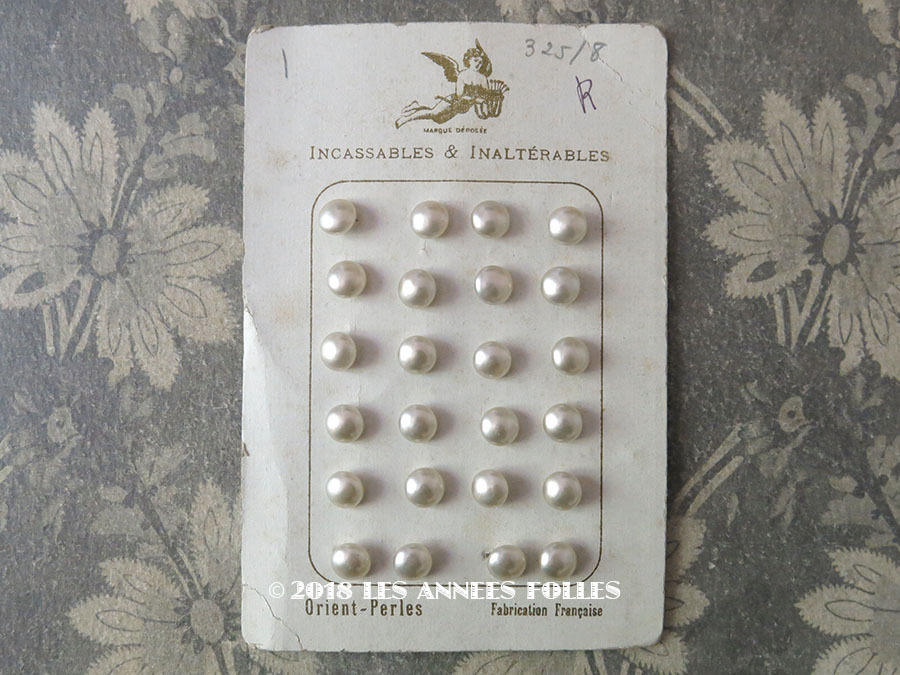 1
325/8
R
MARQUE DÉPOSÉE
INCASSABLES & INALTÉRABLES
© 2018 LES ANNEES FOLLES
Orient-Perles
Fabrication Française